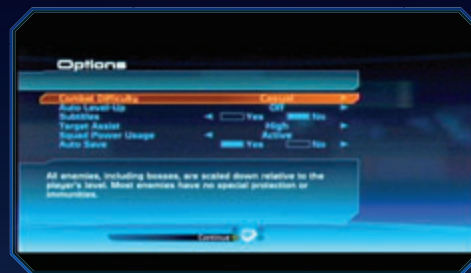 Options
Combat Difficulty Casual
Auto Level-Up Off
Subtitles Yes No
Target Assist High
Squad Power Usage Active
Auto Save Yes No
All enemies, including bosses, are scaled down relative to the
player's level. Most enemies have no special protection or
immunities.
Continue